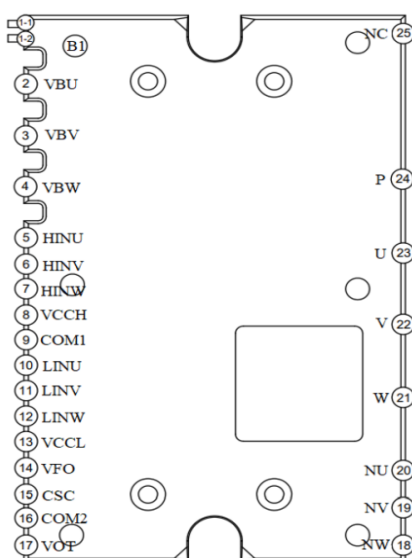 1-1
1-2
B1
2 VBU
3 VBV
4 VBW
5 HINU
6 HINV
7 HINW
8 VCCH
9 COM1
10 LINU
11 LINV
12 LINW
13 VCCL
14 VFO
15 CSC
16 COM2
17 VOT
NC 25
P 24
U 23
V 22
W 21
NU 20
NV 19
NW 18